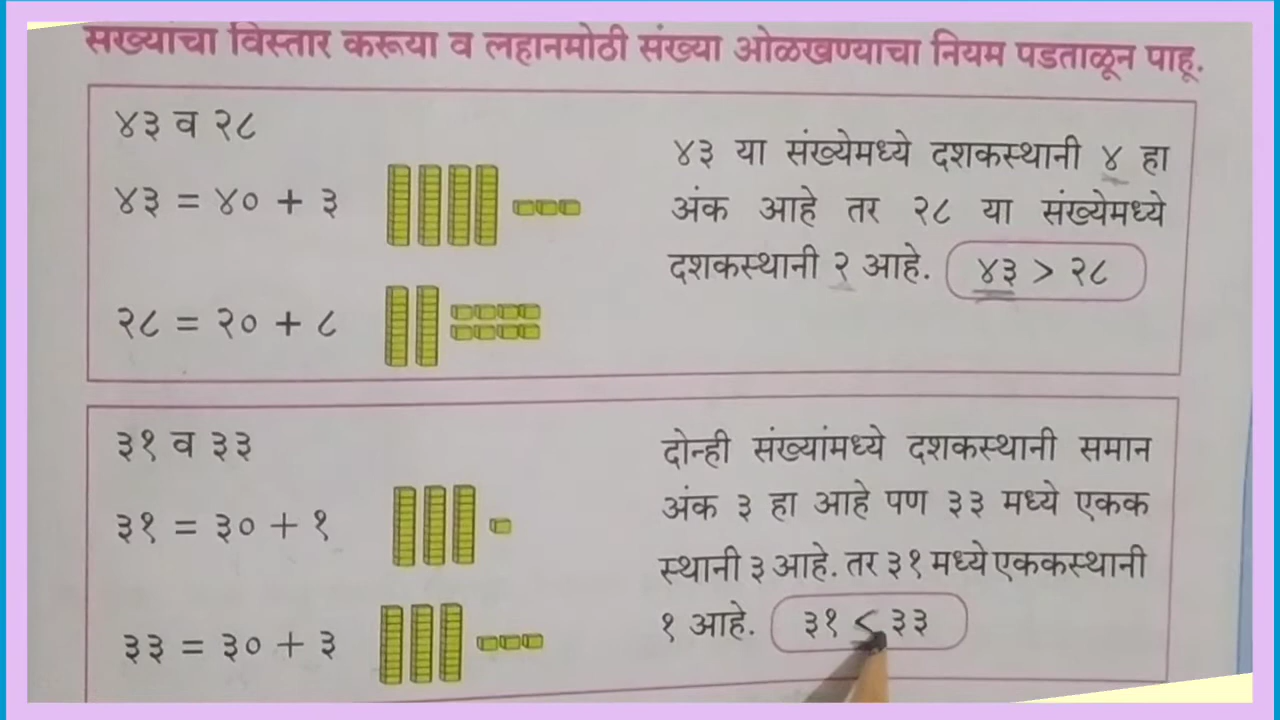 संख्यांचा विस्तार करूया व लहानमोठी संख्या ओळखण्याचा नियम पडताळून पाहू.
४३ व २८
४३ = ४० + ३
२८ = २० + ८
४३ या संख्येमध्ये दशकस्थानी ४ हा
अंक आहे तर २८ या संख्येमध्ये
दशकस्थानी २ आहे. ४३ > २८
३१ व ३३
३१ = ३० + १
३३ = ३० + ३
दोन्ही संख्यांमध्ये दशकस्थानी समान
अंक ३ हा आहे पण ३३ मध्ये एकक
स्थानी ३ आहे. तर ३१ मध्ये एककस्थानी
१ आहे. ३१ < ३३